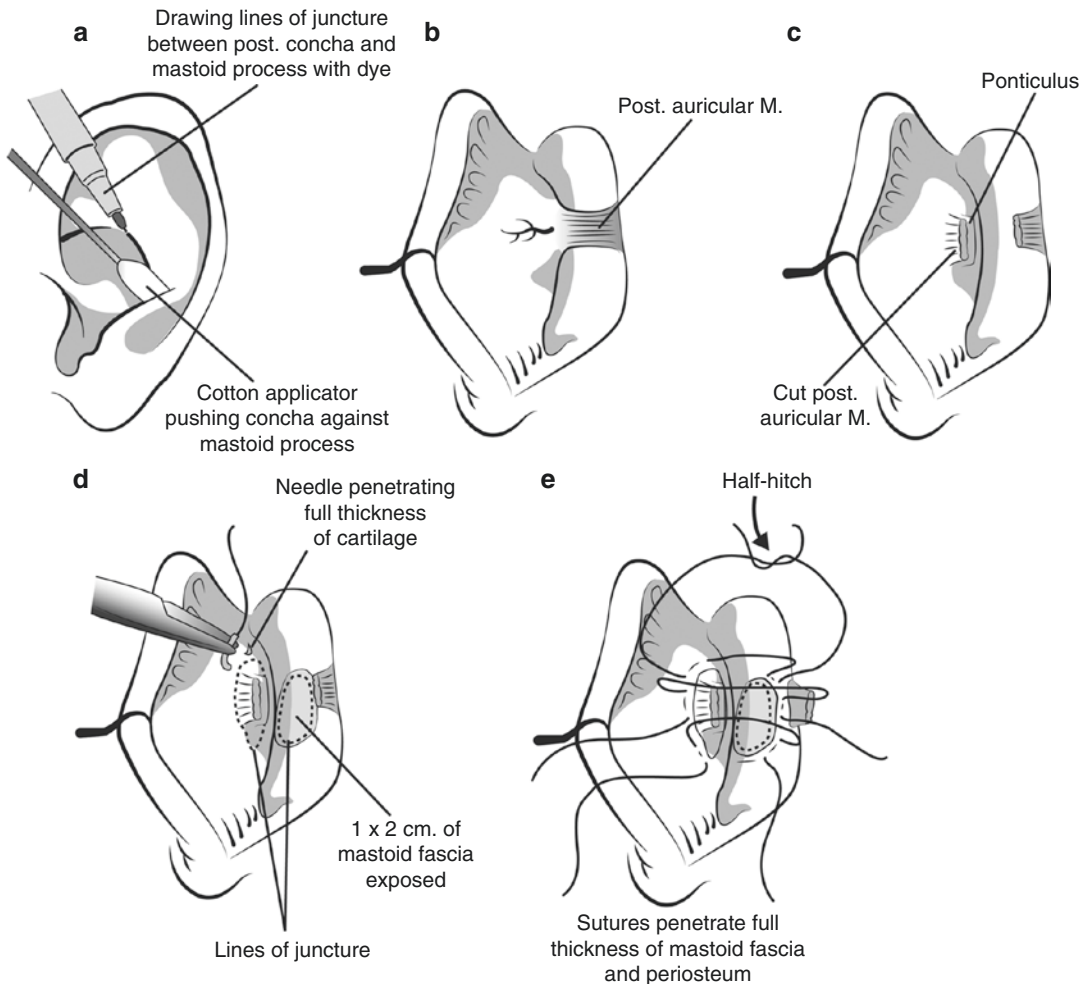 a
Drawing lines of juncture
between post. concha and
mastoid process with dye
b
Post. auricular M.
c
Ponticulus
Cotton applicator
pushing concha against
mastoid process
Cut post.
auricular M.
d
Needle penetrating
full thickness
of cartilage
e
Half-hitch
1 x 2 cm. of
mastoid fascia
exposed
Lines of juncture
Sutures penetrate full
thickness of mastoid fascia
and periosteum